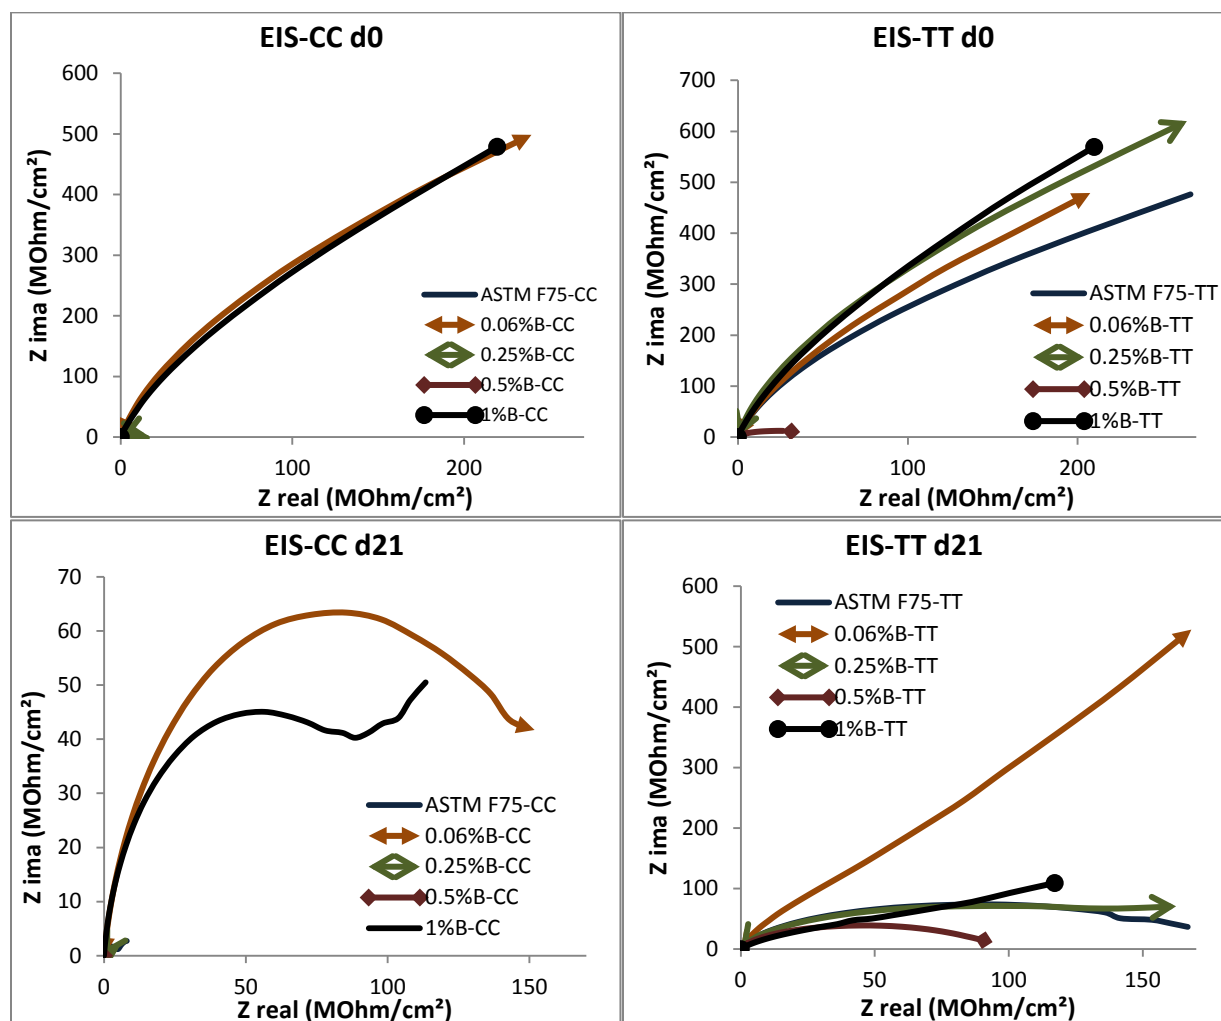 EIS-CC d0
600
500
400
300
200
100
0
Z ima (MOhm/cm²)
ASTM F75-CC
0.06%B-CC
0.25%B-CC
0.5%B-CC
1%B-CC
0
100
200
Z real (MOhm/cm²)
EIS-TT d0
700
600
500
400
300
200
100
0
Z ima (MOhm/cm²)
ASTM F75-TT
0.06%B-TT
0.25%B-TT
0.5%B-TT
1%B-TT
0
100
200
Z real (MOhm/cm²)
EIS-CC d21
70
60
50
40
30
20
10
0
Z ima (MOhm/cm²)
ASTM F75-CC
0.06%B-CC
0.25%B-CC
0.5%B-CC
1%B-CC
0
50
100
150
Z real (MOhm/cm²)
EIS-TT d21
600
500
400
300
200
100
0
Z ima (MOhm/cm²)
ASTM F75-TT
0.06%B-TT
0.25%B-TT
0.5%B-TT
1%B-TT
0
50
100
150
Z real (MOhm/cm²)